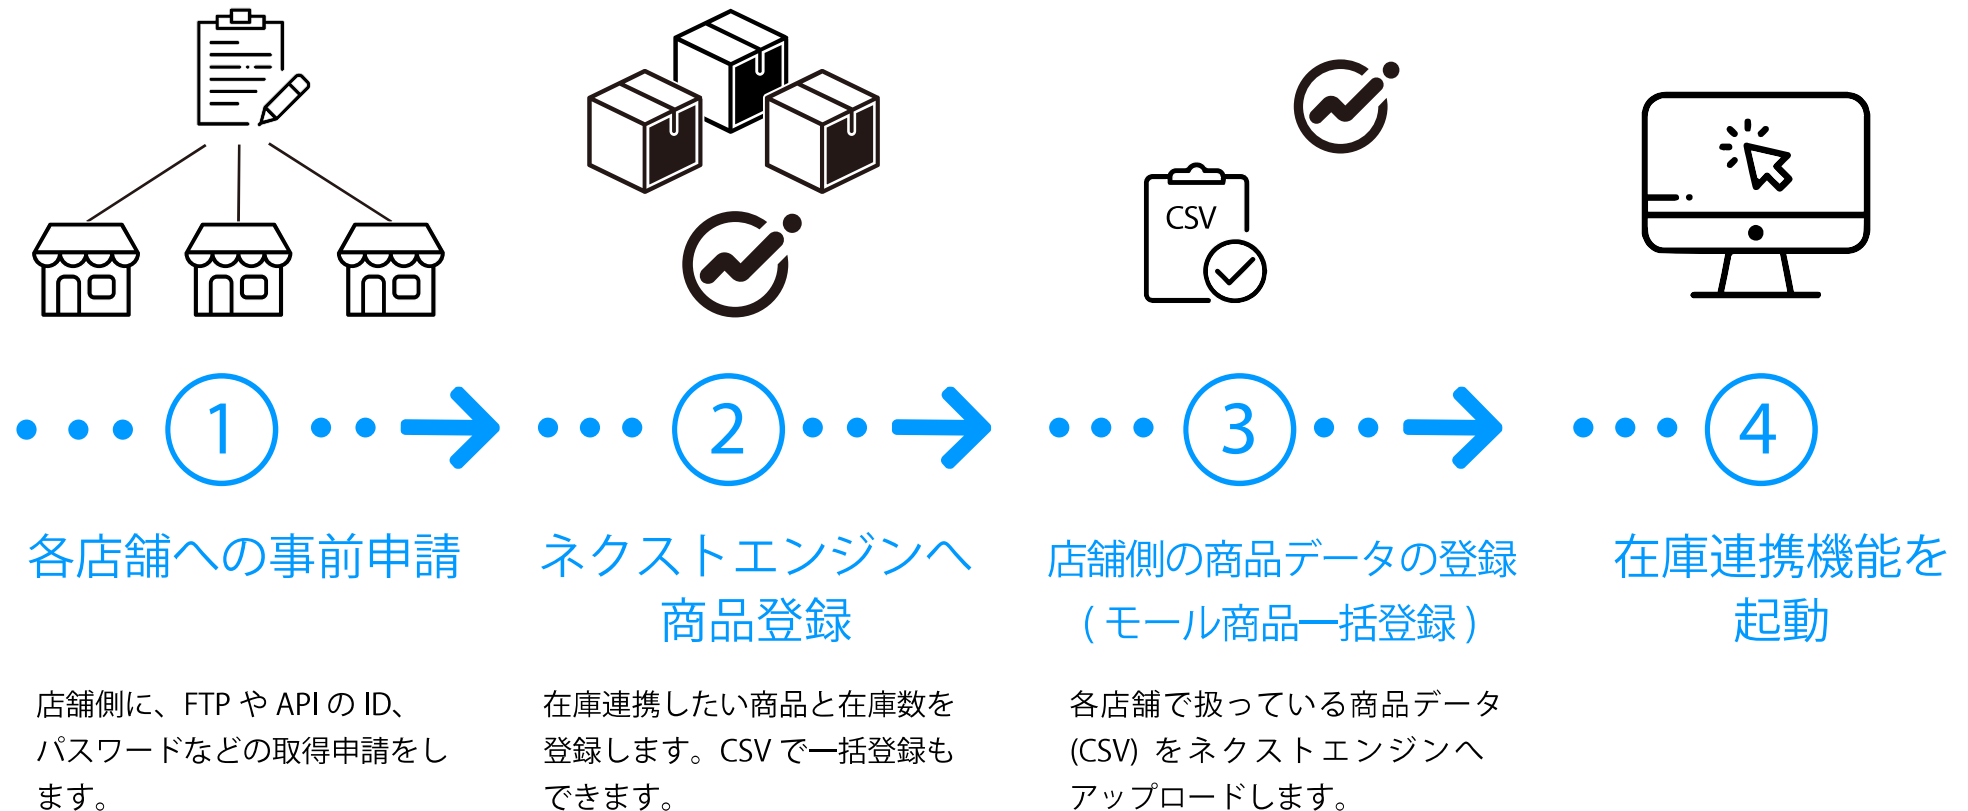 CSV
1
2
3
4
各店舗への事前申請
ネクストエンジンへ
商品登録
店舗側の商品データの登録
(モール商品一括登録)
在庫連携機能を
起動
店舗側に、FTP や API の ID、
パスワードなどの取得申請をし
ます。
在庫連携したい商品と在庫数を
登録します。CSV で一括登録も
できます。
各店舗で扱っている商品データ
(CSV) をネクストエンジンへ
アップロードします。